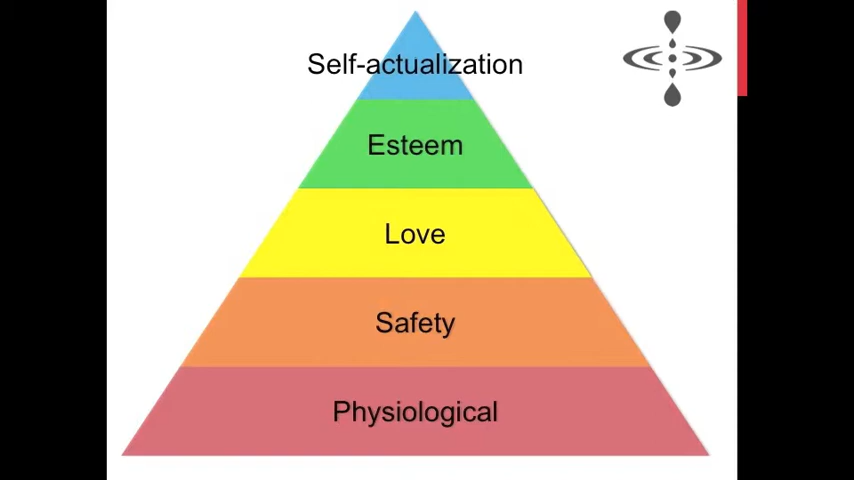 Self-actualization
Esteem
Love
Safety
Physiological